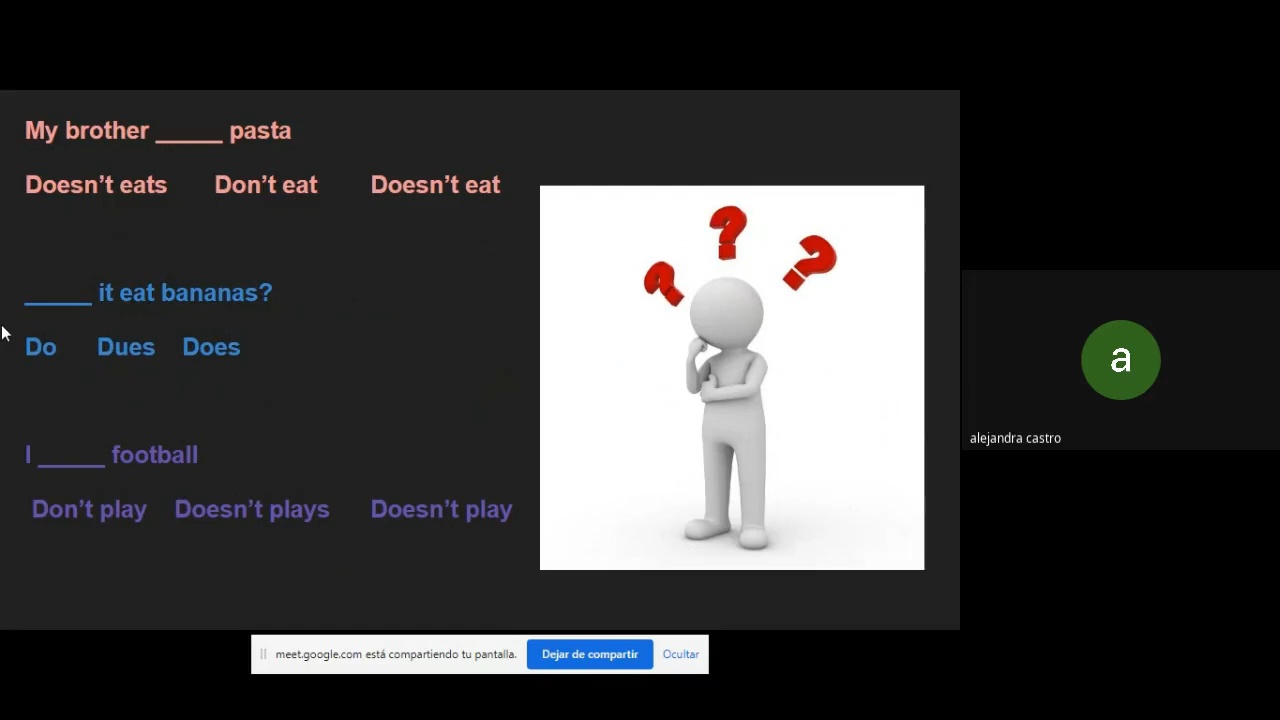 My brother _____ pasta
Doesn’t eats Don’t eat Doesn’t eat
_____ it eat bananas?
Do Dues Does
I _____ football
Don’t play Doesn’t plays Doesn’t play
a
alejandra castro
meet.google.com está compartiendo tu pantalla. Dejar de compartir Ocultar